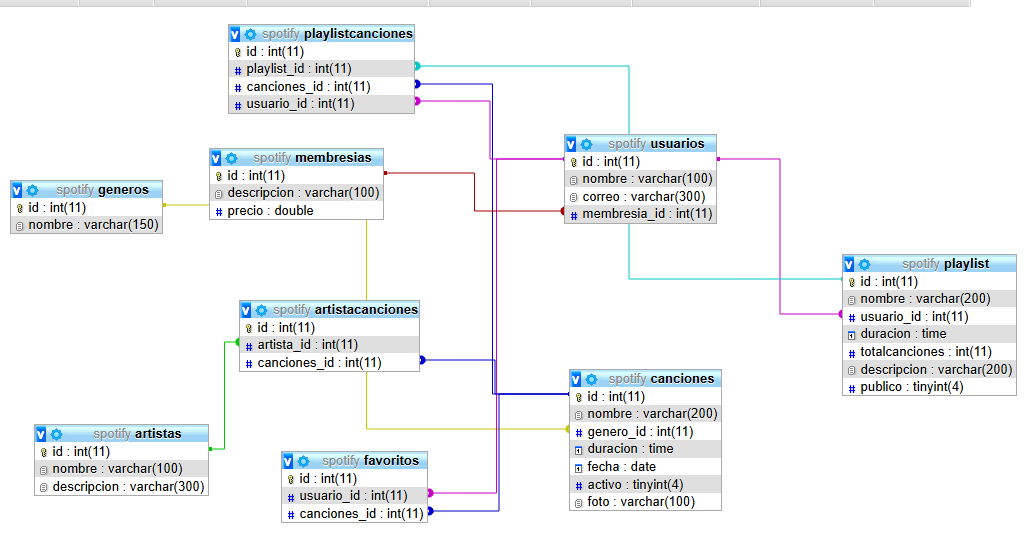 spotify playlistcanciones
id : int(11)
playlist_id : int(11)
canciones_id : int(11)
usuario_id : int(11)
spotify membresias
id : int(11)
descripcion : varchar(100)
precio : double
spotify usuarios
id : int(11)
nombre : varchar(100)
correo : varchar(300)
membresia_id : int(11)
spotify generos
id : int(11)
nombre : varchar(150)
spotify playlist
id : int(11)
nombre : varchar(200)
usuario_id : int(11)
duracion : time
totalcanciones : int(11)
descripcion : varchar(200)
publico : tinyint(4)
spotify artistacanciones
id : int(11)
artista_id : int(11)
canciones_id : int(11)
spotify canciones
id : int(11)
nombre : varchar(200)
genero_id : int(11)
duracion : time
fecha : date
activo : tinyint(4)
foto : varchar(100)
spotify artistas
id : int(11)
nombre : varchar(100)
descripcion : varchar(300)
spotify favoritos
id : int(11)
usuario_id : int(11)
canciones_id : int(11)